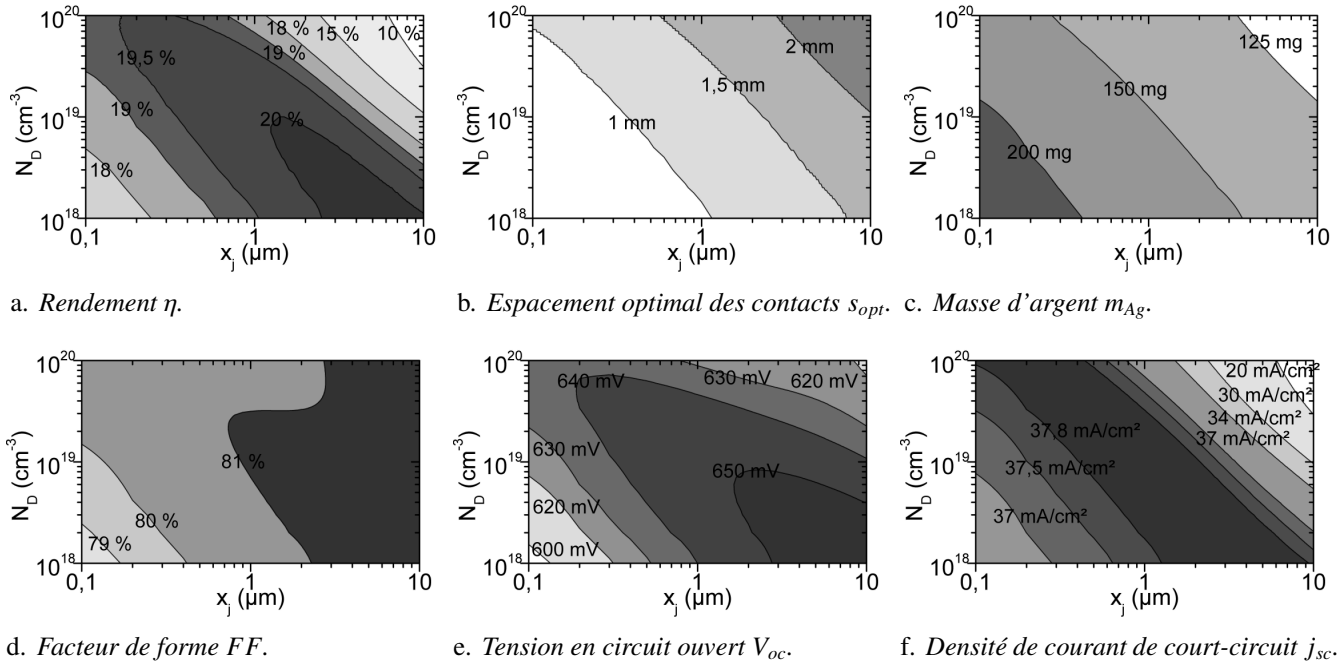 10²⁰
10¹⁹
10¹⁸
N_D (cm⁻³)
18 %
15 %
10 %
19,5 %
19 %
19 %
20 %
18 %
0,1
1
10
x_j (µm)
10²⁰
10¹⁹
10¹⁸
N_D (cm⁻³)
2 mm
1,5 mm
1 mm
0,1
1
10
x_j (µm)
10²⁰
10¹⁹
10¹⁸
N_D (cm⁻³)
125 mg
150 mg
200 mg
0,1
1
10
x_j (µm)
a. Rendement η.
b. Espacement optimal des contacts s_opt.
c. Masse d'argent m_Ag.
10²⁰
10¹⁹
10¹⁸
N_D (cm⁻³)
81 %
80 %
79 %
0,1
1
10
x_j (µm)
10²⁰
10¹⁹
10¹⁸
N_D (cm⁻³)
640 mV
630 mV
620 mV
630 mV
650 mV
620 mV
600 mV
0,1
1
10
x_j (µm)
10²⁰
10¹⁹
10¹⁸
N_D (cm⁻³)
20 mA/cm²
30 mA/cm²
34 mA/cm²
37,8 mA/cm²
37 mA/cm²
37,5 mA/cm²
37 mA/cm²
0,1
1
10
x_j (µm)
d. Facteur de forme FF.
e. Tension en circuit ouvert V_oc.
f. Densité de courant de court-circuit j_sc.